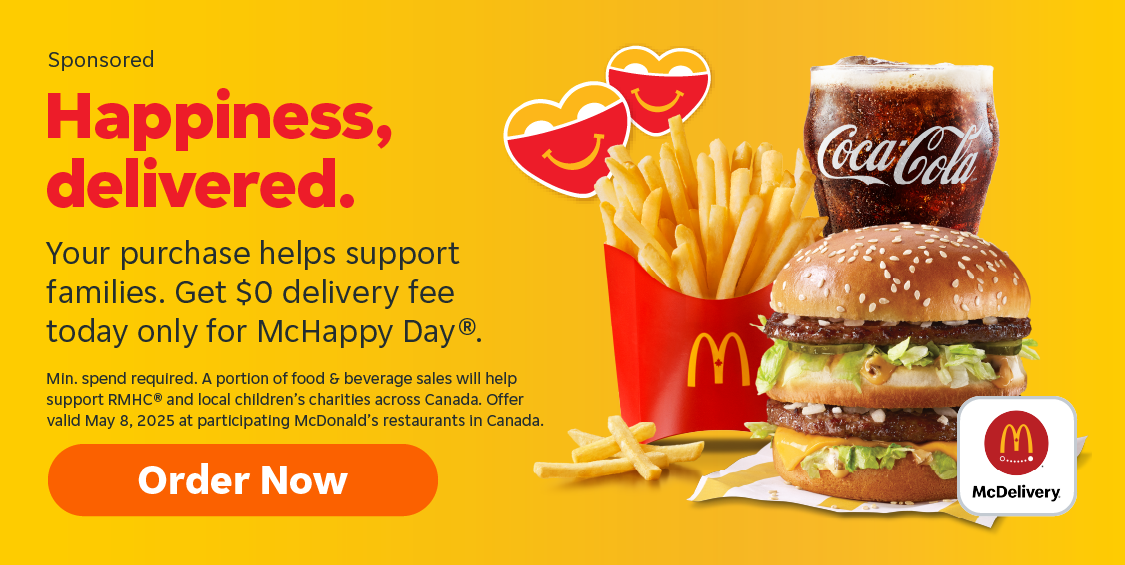 Sponsored
Happiness,
delivered.
Your purchase helps support
families. Get $0 delivery fee
today only for McHappy Day®.
Min. spend required. A portion of food & beverage sales will help
support RMHC® and local children's charities across Canada. Offer
valid May 8, 2025 at participating McDonald's restaurants in Canada.
Order Now
Coca-Cola
McDelivery